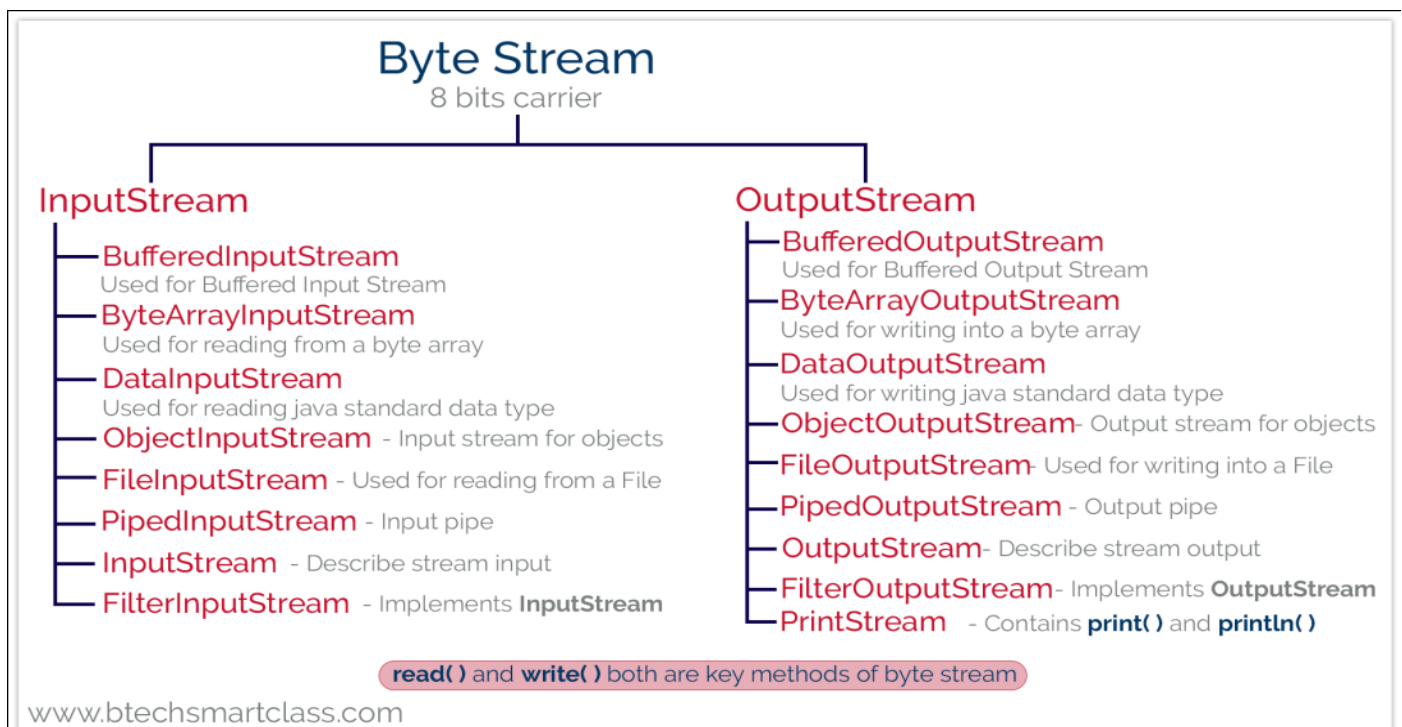 Byte Stream
8 bits carrier
InputStream
BufferedInputStream
Used for Buffered Input Stream
ByteArrayInputStream
Used for reading from a byte array
DataInputStream
Used for reading java standard data type
ObjectInputStream - Input stream for objects
FileInputStream - Used for reading from a File
PipedInputStream - Input pipe
InputStream - Describe stream input
FilterInputStream - Implements InputStream
OutputStream
BufferedOutputStream
Used for Buffered Output Stream
ByteArrayOutputStream
Used for writing into a byte array
DataOutputStream
Used for writing java standard data type
ObjectOutputStream - Output stream for objects
FileOutputStream - Used for writing into a File
PipedOutputStream - Output pipe
OutputStream - Describe stream output
FilterOutputStream - Implements OutputStream
PrintStream - Contains print( ) and println( )
read( ) and write( ) both are key methods of byte stream
www.btechsmartclass.com